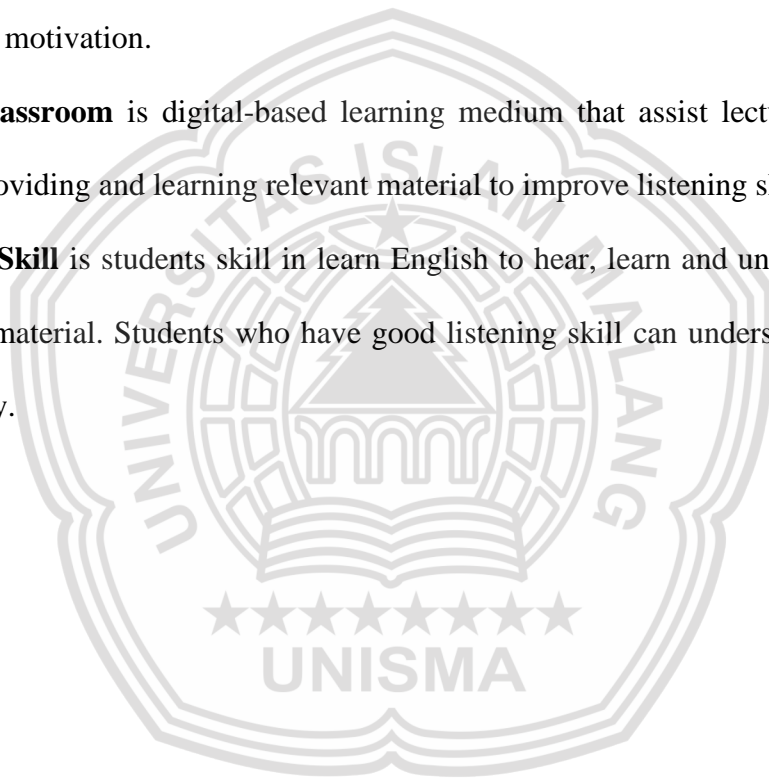 motivation.
assroom is digital-based learning medium that assist lect
oviding and learning relevant material to improve listening s
Skill is students skill in learn English to hear, learn and un
material. Students who have good listening skill can unders
y.
UNIVERSITAS ISLAM MALANG
UNISMA